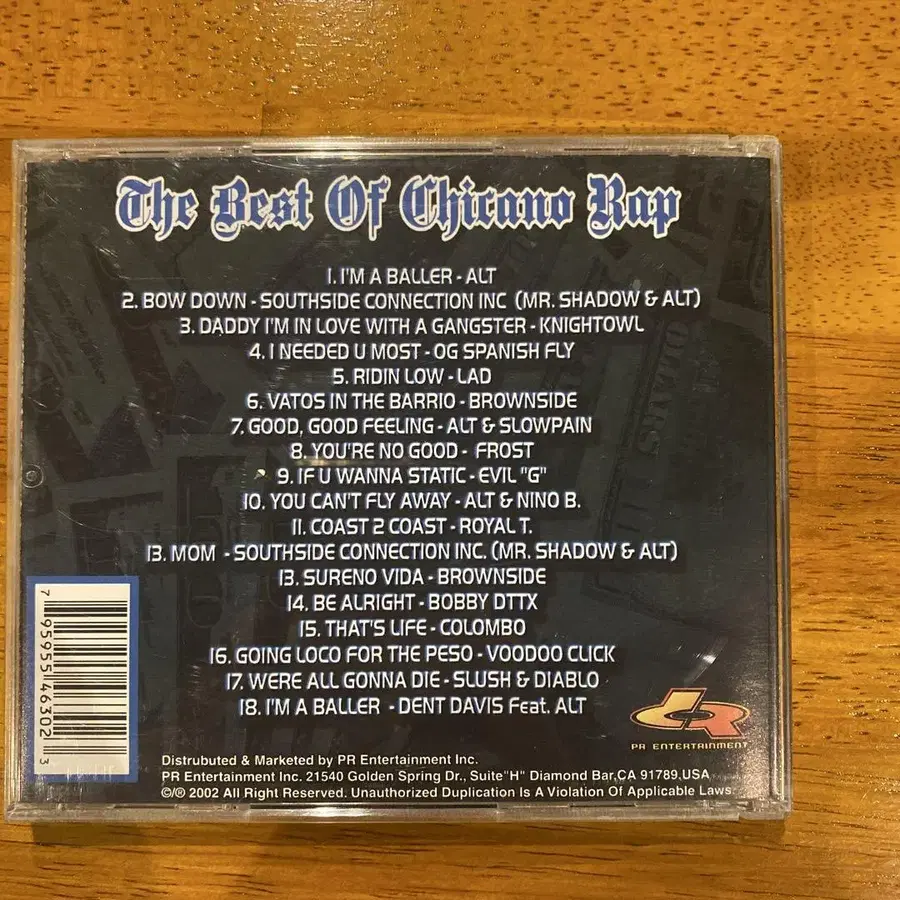 The Best Of Chicano Rap
1. I'M A BALLER - ALT
2. BOW DOWN - SOUTHSIDE CONNECTION INC (MR. SHADOW & ALT)
3. DADDY I'M IN LOVE WITH A GANGSTER - KNIGHTOWL
4. I NEEDED U MOST - OG SPANISH FLY
5. RIDIN LOW - LAD
6. VATOS IN THE BARRIO - BROWNSIDE
7. GOOD, GOOD FEELING - ALT & SLOWPAIN
8. YOU'RE NO GOOD - FROST
9. IF U WANNA STATIC - EVIL "G"
10. YOU CAN'T FLY AWAY - ALT & NINO B.
11. COAST 2 COAST - ROYAL T.
13. MOM - SOUTHSIDE CONNECTION INC. (MR. SHADOW & ALT)
13. SURENO VIDA - BROWNSIDE
14. BE ALRIGHT - BOBBY DTTX
15. THAT'S LIFE - COLOMBO
16. GOING LOCO FOR THE PESO - VOODOO CLICK
17. WERE ALL GONNA DIE - SLUSH & DIABLO
18. I'M A BALLER - DENT DAVIS Feat. ALT
7 95955 46302 3
PR
PR ENTERTAINMENT
Distrubuted & Marketed by PR Entertainment Inc.
PR Entertainment Inc. 21540 Golden Spring Dr., Suite "H" Diamond Bar,CA 91789,USA
©/® 2002 All Right Reserved. Unauthorized Duplication Is A Violation Of Applicable Laws